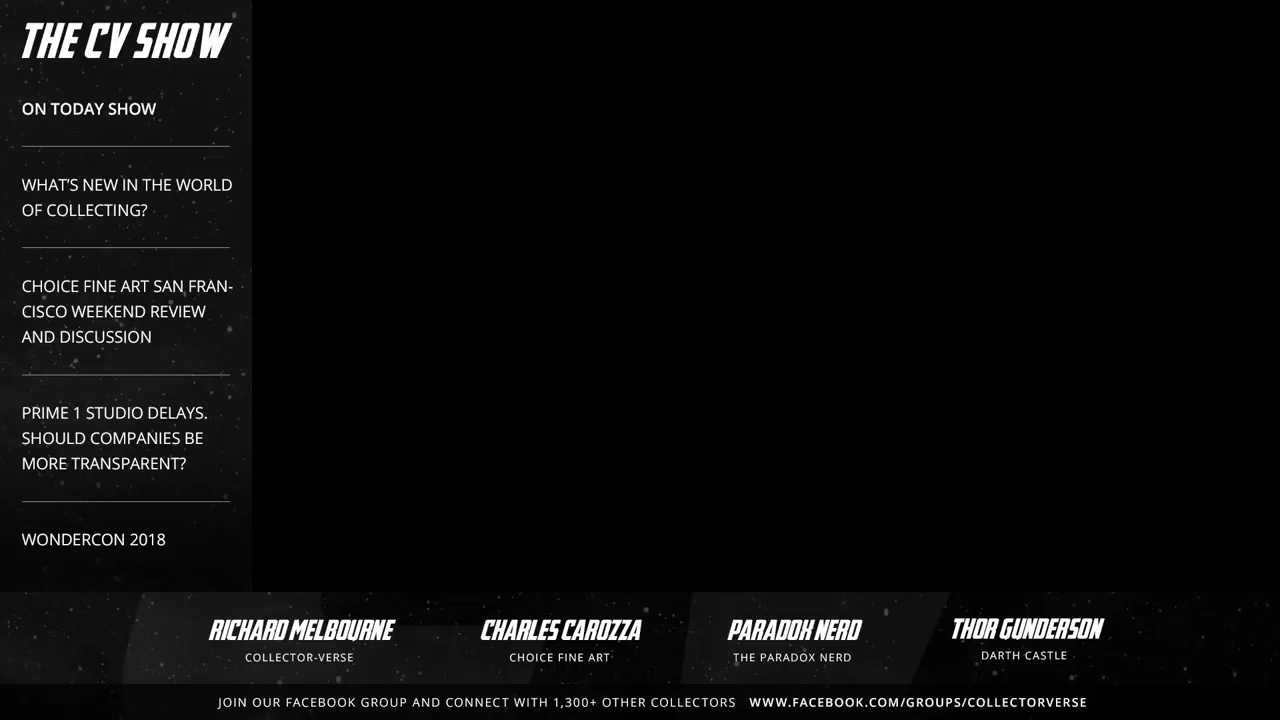 THE CV SHOW
ON TODAY SHOW
WHAT'S NEW IN THE WORLD
OF COLLECTING?
CHOICE FINE ART SAN FRAN-
CISCO WEEKEND REVIEW
AND DISCUSSION
PRIME 1 STUDIO DELAYS.
SHOULD COMPANIES BE
MORE TRANSPARENT?
WONDERCON 2018
RICHARD MELBOURNE
COLLECTOR-VERSE
CHARLES CAROZZA
CHOICE FINE ART
PARADOX NERD
THE PARADOX NERD
THOR GUNDERSON
DARTH CASTLE
JOIN OUR FACEBOOK GROUP AND CONNECT WITH 1,300+ OTHER COLLECTORS WWW.FACEBOOK.COM/GROUPS/COLLECTORVERSE